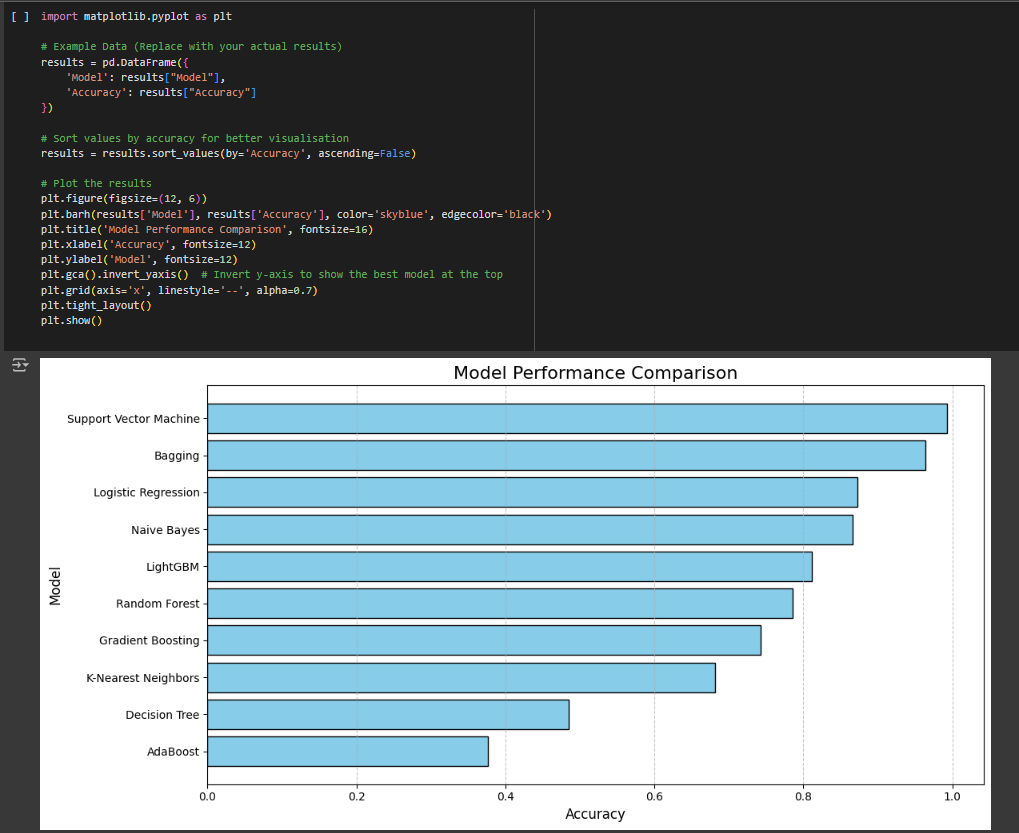 [ ] import matplotlib.pyplot as plt
# Example Data (Replace with your actual results)
results = pd.DataFrame({
    'Model': results["Model"],
    'Accuracy': results["Accuracy"]
})
# Sort values by accuracy for better visualisation
results = results.sort_values(by='Accuracy', ascending=False)
# Plot the results
plt.figure(figsize=(12, 6))
plt.barh(results['Model'], results['Accuracy'], color='skyblue', edgecolor='black')
plt.title('Model Performance Comparison', fontsize=16)
plt.xlabel('Accuracy', fontsize=12)
plt.ylabel('Model', fontsize=12)
plt.gca().invert_yaxis()  # Invert y-axis to show the best model at the top
plt.grid(axis='x', linestyle='--', alpha=0.7)
plt.tight_layout()
plt.show()
Model Performance Comparison
Support Vector Machine
Bagging
Logistic Regression
Naive Bayes
LightGBM
Random Forest
Gradient Boosting
K-Nearest Neighbors
Decision Tree
AdaBoost
Model
0.0 0.2 0.4 0.6 0.8 1.0
Accuracy